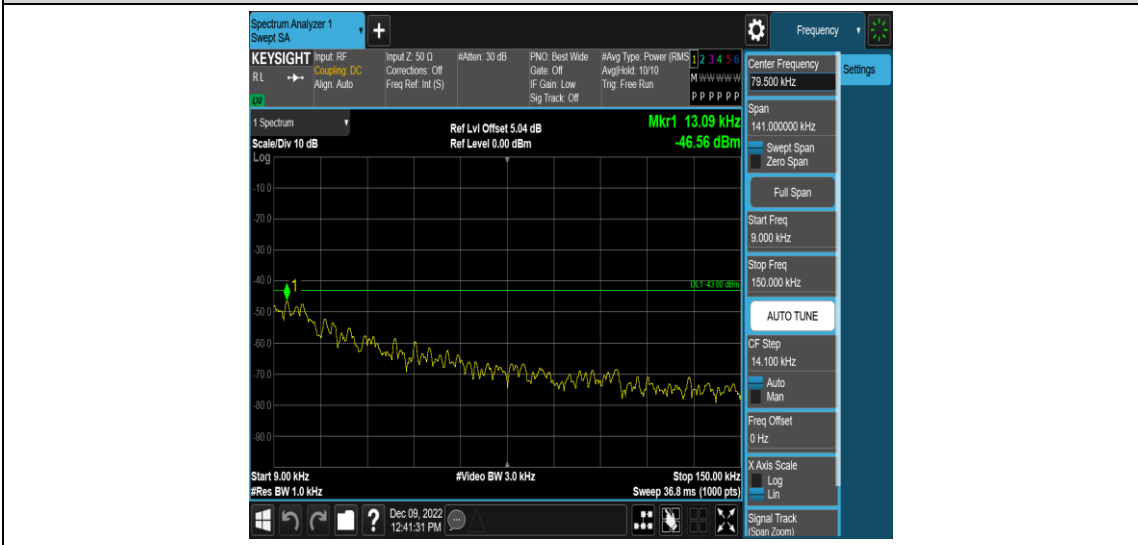 Spectrum Analyzer 1
Swept SA
+
Frequency
KEYSIGHT
RL
LXI
Input: RF
Coupling: DC
Align: Auto
Input Z: 50 Ω
Corrections: Off
Freq Ref: Int (S)
#Atten: 30 dB
PNO: Best Wide
Gate: Off
IF Gain: Low
Sig Track: Off
#Avg Type: Power (RMS
Avg|Hold: 10/10
Trig: Free Run
1 2 3 4 5 6
M W W W W W
P P P P P P
1 Spectrum
Scale/Div 10 dB
Log
Ref Lvl Offset 5.04 dB
Ref Level 0.00 dBm
Mkr1 13.09 kHz
-46.56 dBm
-10.0
-20.0
-30.0
-40.0
-50.0
-60.0
-70.0
-80.0
-90.0
1
DL1 -43.00 dBm
Start 9.00 kHz
#Res BW 1.0 kHz
#Video BW 3.0 kHz
Stop 150.00 kHz
Sweep 36.8 ms (1000 pts)
?
Dec 09, 2022
12:41:31 PM
Center Frequency
79.500 kHz
Span
141.000000 kHz
Swept Span
Zero Span
Full Span
Start Freq
9.000 kHz
Stop Freq
150.000 kHz
AUTO TUNE
CF Step
14.100 kHz
Auto
Man
Freq Offset
0 Hz
X Axis Scale
Log
Lin
Signal Track
(Span Zoom)
Settings